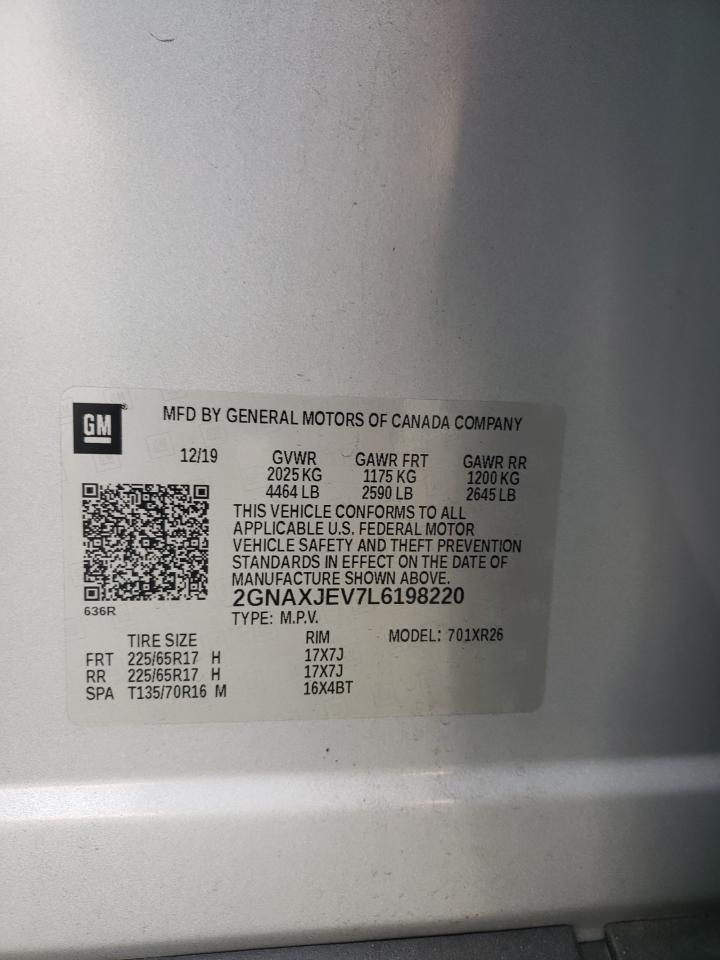 GM
MFD BY GENERAL MOTORS OF CANADA COMPANY
12/19 GVWR GAWR FRT GAWR RR
2025 KG 1175 KG 1200 KG
4464 LB 2590 LB 2645 LB
THIS VEHICLE CONFORMS TO ALL
APPLICABLE U.S. FEDERAL MOTOR
VEHICLE SAFETY AND THEFT PREVENTION
STANDARDS IN EFFECT ON THE DATE OF
MANUFACTURE SHOWN ABOVE.
636R
2GNAXJEV7L6198220
TYPE: M.P.V.
TIRE SIZE RIM MODEL: 701XR26
FRT 225/65R17 H 17X7J
RR 225/65R17 H 17X7J
SPA T135/70R16 M 16X4BT